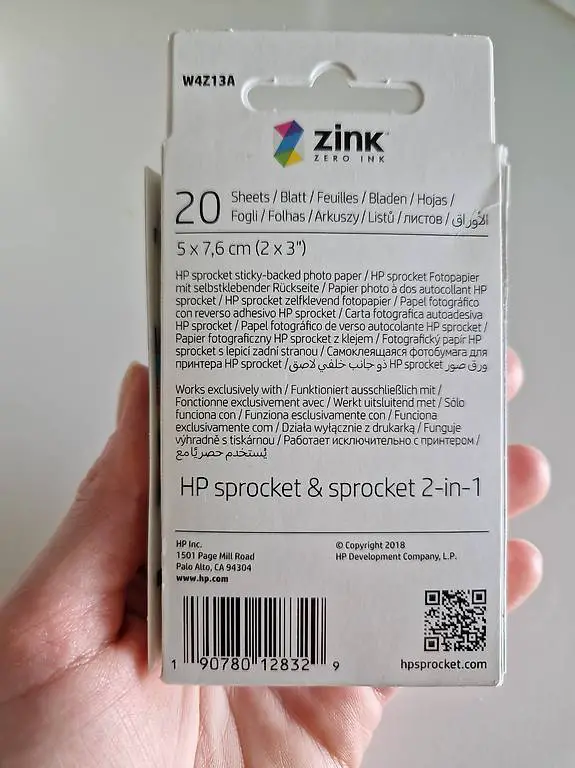 W4Z13A
ZINK
ZERO INK
20 Sheets / Blatt / Feuilles / Bladen / Hojas /
Fogli / Folhas / Arkuszy / Listů / листов / الأوراق
5 x 7,6 cm (2 x 3")
HP sprocket sticky-backed photo paper / HP sprocket Fotopapier
mit selbstklebender Rückseite / Papier photo à dos autocollant HP
sprocket / HP sprocket zelfklevend fotopapier / Papel fotográfico
con reverso adhesivo HP sprocket / Carta fotografica autoadesiva
HP sprocket / Papel fotográfico de verso autocolante HP sprocket /
Papier fotograficzny HP sprocket z klejem / Fotografický papír HP
sprocket s lepicí zadní stranou / Самоклеящаяся фотобумага для
принтера HP sprocket / ورق صور HP sprocket ذو جانب خلفي لاصق
Works exclusively with / Funktioniert ausschließlich mit /
Fonctionne exclusivement avec / Werkt uitsluitend met / Sólo
funciona con / Funziona esclusivamente con / Funciona
exclusivamente com / Działa wyłącznie z drukarką / Funguje
výhradně s tiskárnou / Работает исключительно с принтером /
يُستخدم حصريًا مع
HP sprocket & sprocket 2-in-1
HP Inc.
1501 Page Mill Road
Palo Alto, CA 94304
www.hp.com
© Copyright 2018
HP Development Company, L.P.
1 90780 12832 9
hpsprocket.com